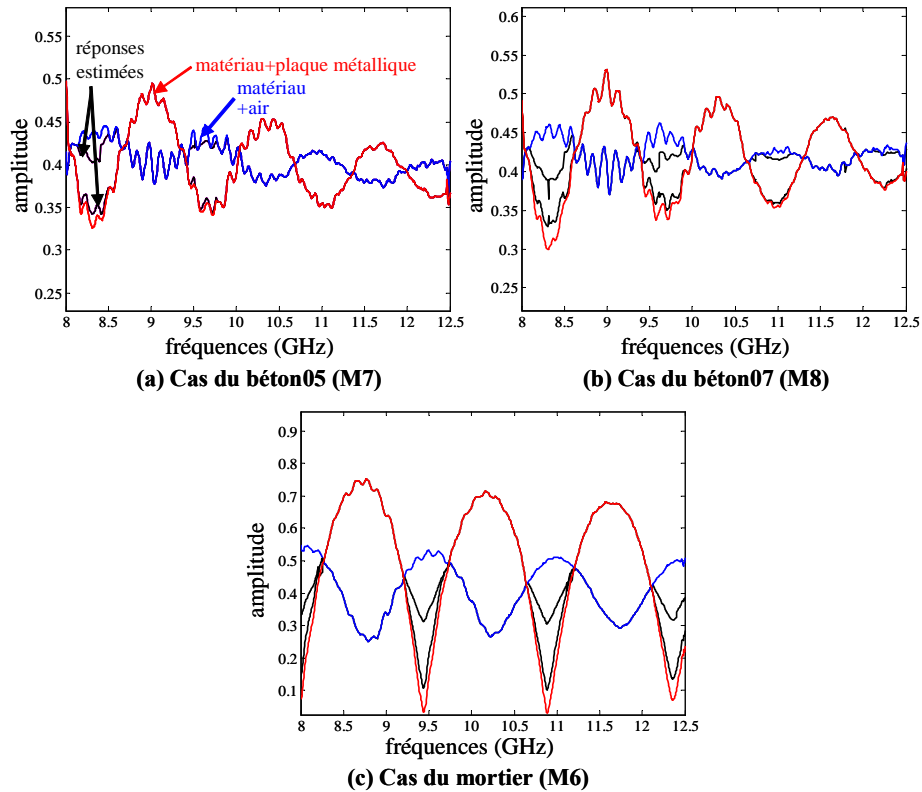 0.55
0.5
0.45
0.4
0.35
0.3
0.25
amplitude
réponses
estimées
matériau+plaque métallique
matériau
+air
8 8.5 9 9.5 10 10.5 11 11.5 12 12.5
fréquences (GHz)
(a) Cas du béton05 (M7)
0.6
0.55
0.5
0.45
0.4
0.35
0.3
0.25
amplitude
8 8.5 9 9.5 10 10.5 11 11.5 12 12.5
fréquences (GHz)
(b) Cas du béton07 (M8)
0.9
0.8
0.7
0.6
0.5
0.4
0.3
0.2
0.1
amplitude
8 8.5 9 9.5 10 10.5 11 11.5 12 12.5
fréquences (GHz)
(c) Cas du mortier (M6)